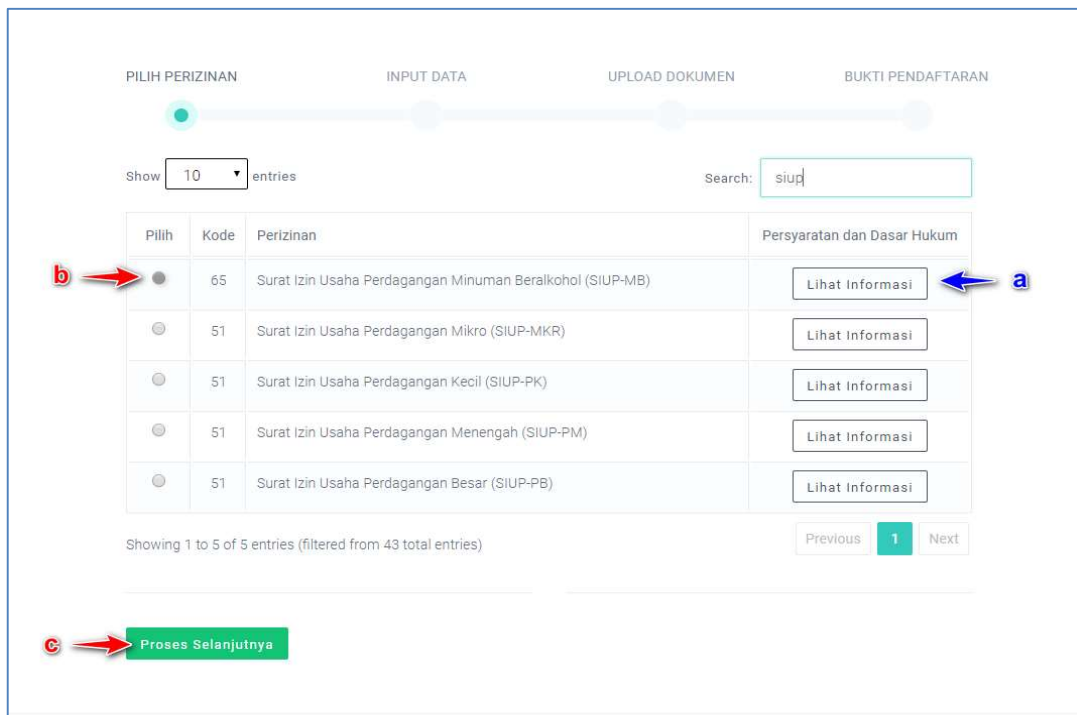 PILIH PERIZINAN INPUT DATA UPLOAD DOKUMEN BUKTI PENDAFTARAN
Show 10 entries Search: siup
Pilih Kode Perizinan Persyaratan dan Dasar Hukum
b 65 Surat Izin Usaha Perdagangan Minuman Beralkohol (SIUP-MB) Lihat Informasi a
51 Surat Izin Usaha Perdagangan Mikro (SIUP-MKR) Lihat Informasi
51 Surat Izin Usaha Perdagangan Kecil (SIUP-PK) Lihat Informasi
51 Surat Izin Usaha Perdagangan Menengah (SIUP-PM) Lihat Informasi
51 Surat Izin Usaha Perdagangan Besar (SIUP-PB) Lihat Informasi
Showing 1 to 5 of 5 entries (filtered from 43 total entries) Previous 1 Next
c Proses Selanjutnya